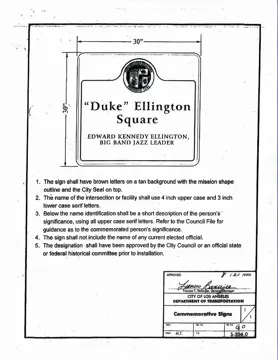 30"
30"
"Duke" Ellington
Square
EDWARD KENNEDY ELLINGTON,
BIG BAND JAZZ LEADER
1. The sign shall have brown letters on a tan background with the mission shape
outline and the City Seal on top.
2. The name of the intersection or facility shall use 4 inch upper case and 3 inch
lower case serif letters.
3. Below the name identification shall be a short description of the person's
significance, using all upper case serif letters. Refer to the Council File for
guidance as to the commemorated person's significance.
4. The sign shall not include the name of any current elected official.
5. The designation shall have been approved by the City Council or an official state
or federal historical committee prior to installation.
APPROVED
CITY OF LOS ANGELES
DEPARTMENT OF TRANSPORTATION
Commemorative Signs
S-306.0